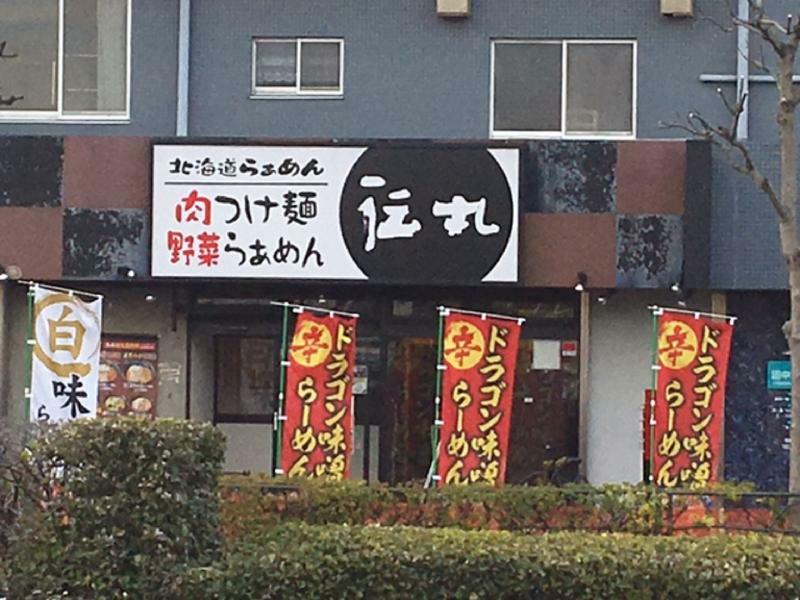 北海道らぁめん
肉つけ麺
野菜らぁめん
伝丸
白
味
ら
辛
ドラゴン味噌
らーめん
辛
ドラゴン味噌
らーめん
辛
ドラゴン味噌
らーめん